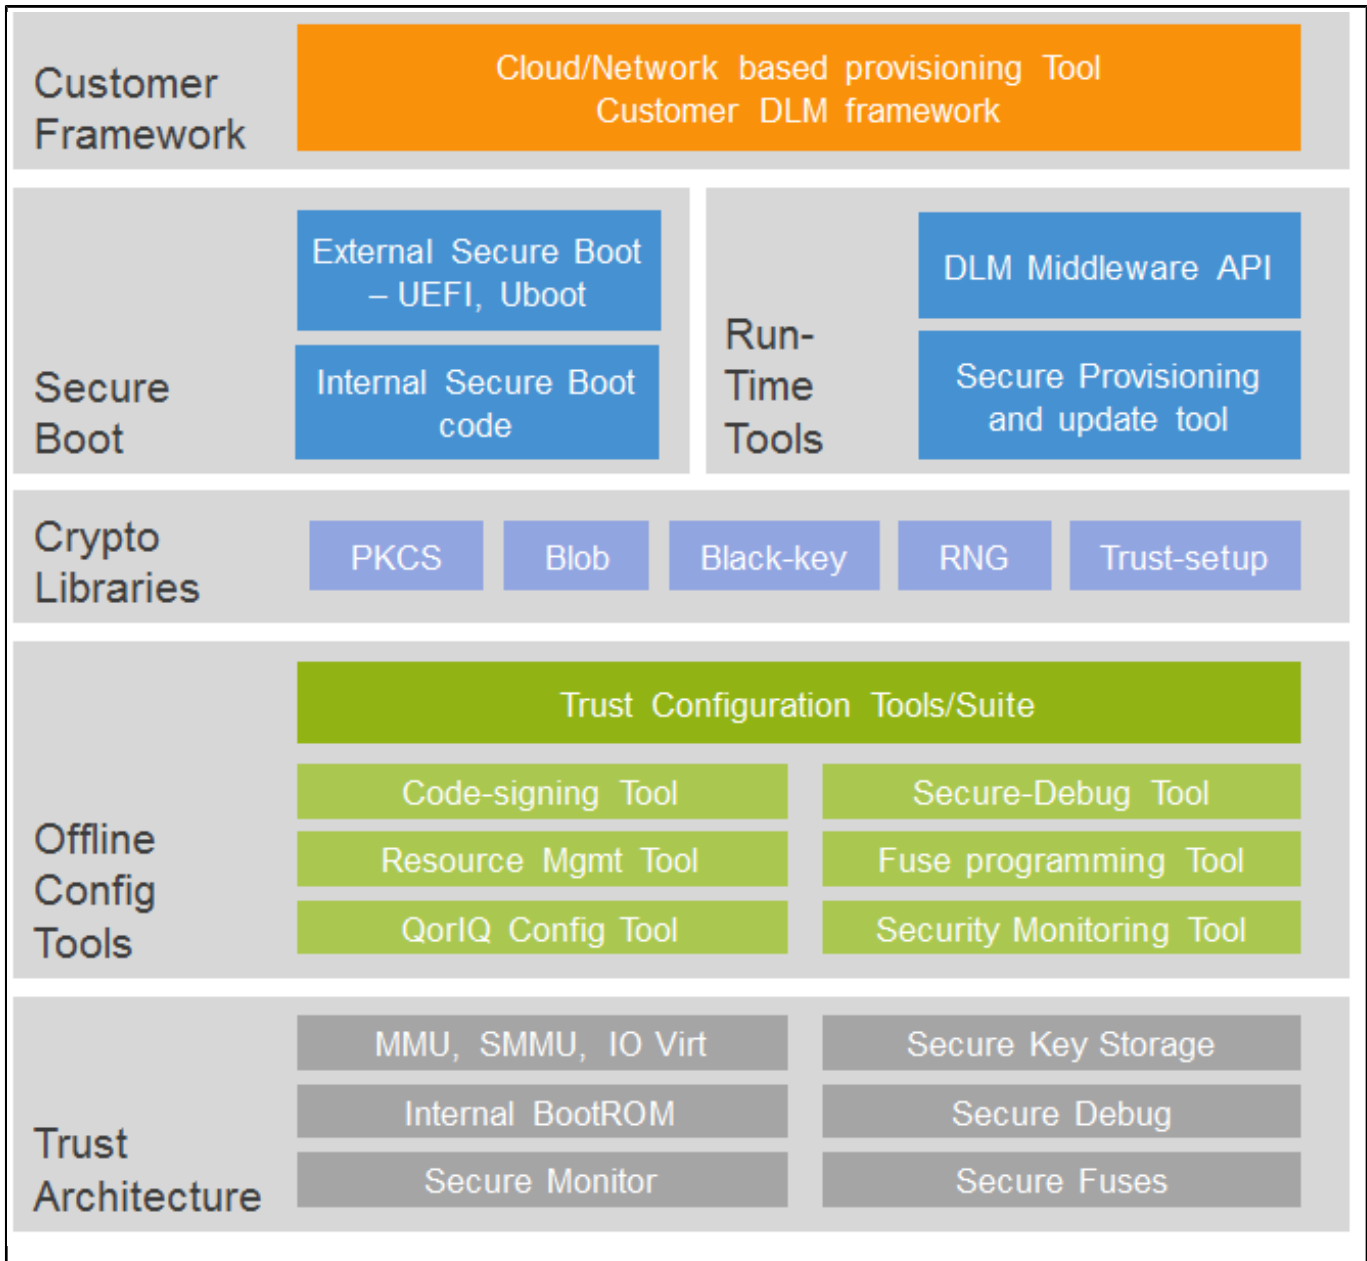 Customer
Framework
Cloud/Network based provisioning Tool
Customer DLM framework
Secure
Boot
External Secure Boot
– UEFI, Uboot
Internal Secure Boot
code
Run-
Time
Tools
DLM Middleware API
Secure Provisioning
and update tool
Crypto
Libraries
PKCS
Blob
Black-key
RNG
Trust-setup
Offline
Config
Tools
Trust Configuration Tools/Suite
Code-signing Tool
Secure-Debug Tool
Resource Mgmt Tool
Fuse programming Tool
QorIQ Config Tool
Security Monitoring Tool
Trust
Architecture
MMU, SMMU, IO Virt
Secure Key Storage
Internal BootROM
Secure Debug
Secure Monitor
Secure Fuses